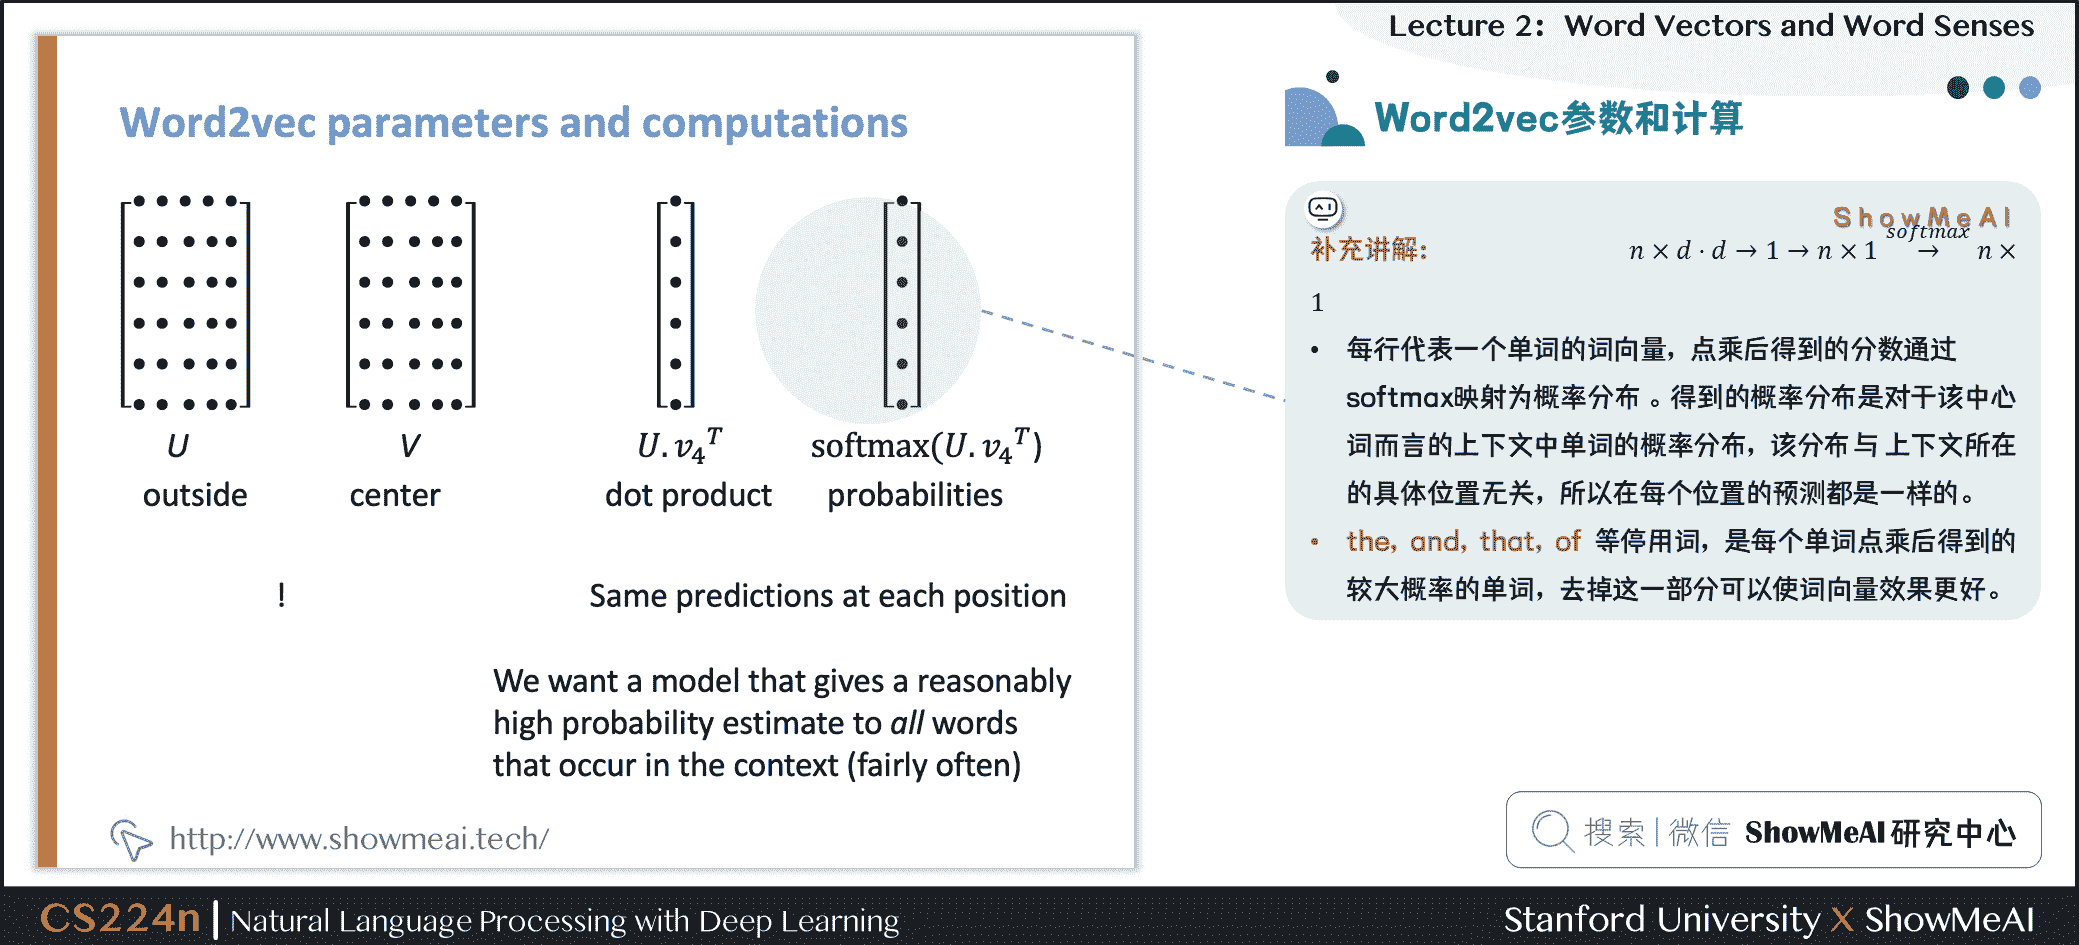 Lecture 2: Word Vectors and Word Senses
Word2vec parameters and computations
U
outside
V
center
U.v₄ᵀ
dot product
softmax(U.v₄ᵀ)
probabilities
!
Same predictions at each position
We want a model that gives a reasonably
high probability estimate to all words
that occur in the context (fairly often)
http://www.showmeai.tech/
Word2vec参数和计算
ShowMeAI
补充讲解: n × d · d → 1 → n × 1 softmax → n ×
1
• 每行代表一个单词的词向量，点乘后得到的分数通过
softmax映射为概率分布 。得到的概率分布是对于该中心
词而言的上下文中单词的概率分布，该分布与 上下文所在
的具体位置无关，所以在每个位置的预测都是一样的。
• the, and, that, of 等停用词，是每个单词点乘后得到的
较大概率的单词，去掉这一部分可以使词向量效果更好。
搜索|微信 ShowMeAI研究中心
CS224n | Natural Language Processing with Deep Learning
Stanford University X ShowMeAI